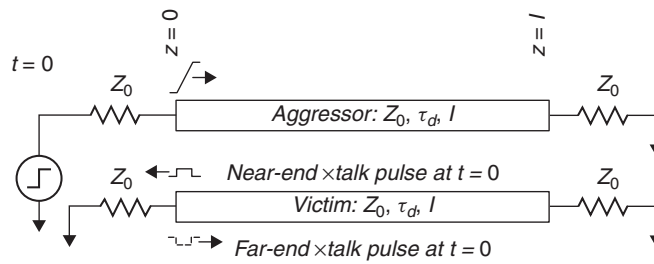 z = 0
z = l
t = 0
Z0
Z0
Aggressor: Z0, τd, l
Near-end ×talk pulse at t = 0
Z0
Z0
Victim: Z0, τd, l
Far-end ×talk pulse at t = 0